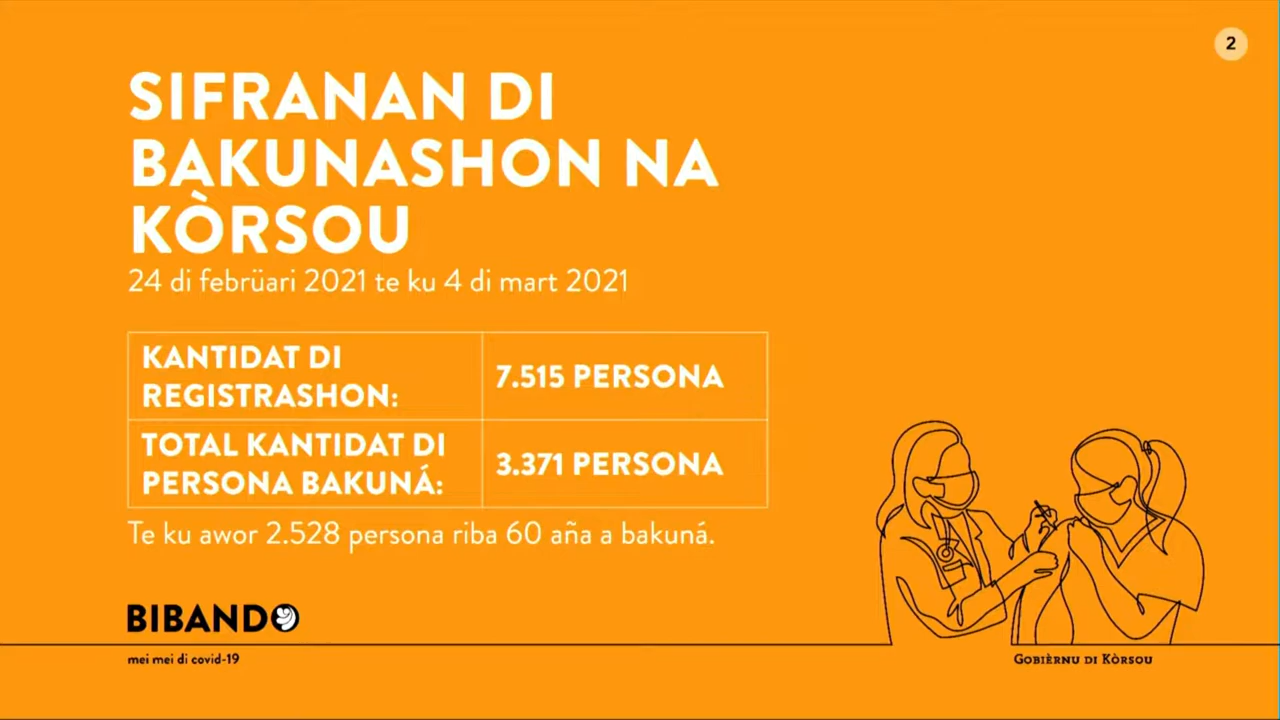 2
SIFRANAN DI
BAKUNASHON NA
KÒRSOU
24 di febrüari 2021 te ku 4 di mart 2021
KANTIDAT DI
REGISTRASHON:
7.515 PERSONA
TOTAL KANTIDAT DI
PERSONA BAKUNÁ:
3.371 PERSONA
Te ku awor 2.528 persona riba 60 aña a bakuná.
BIBANDO
mei mei di covid-19
GOBIÈRNU DI KÒRSOU